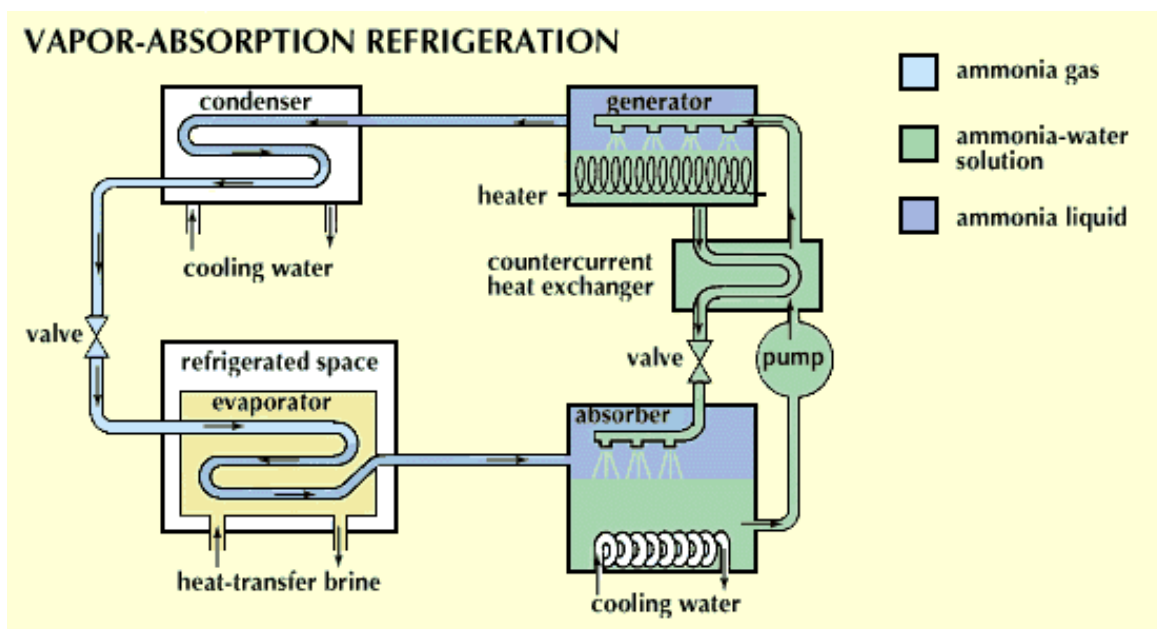 VAPOR-ABSORPTION REFRIGERATION
ammonia gas
ammonia-water
solution
ammonia liquid
condenser
generator
heater
cooling water
countercurrent
heat exchanger
valve
valve
pump
refrigerated space
evaporator
absorber
heat-transfer brine
cooling water